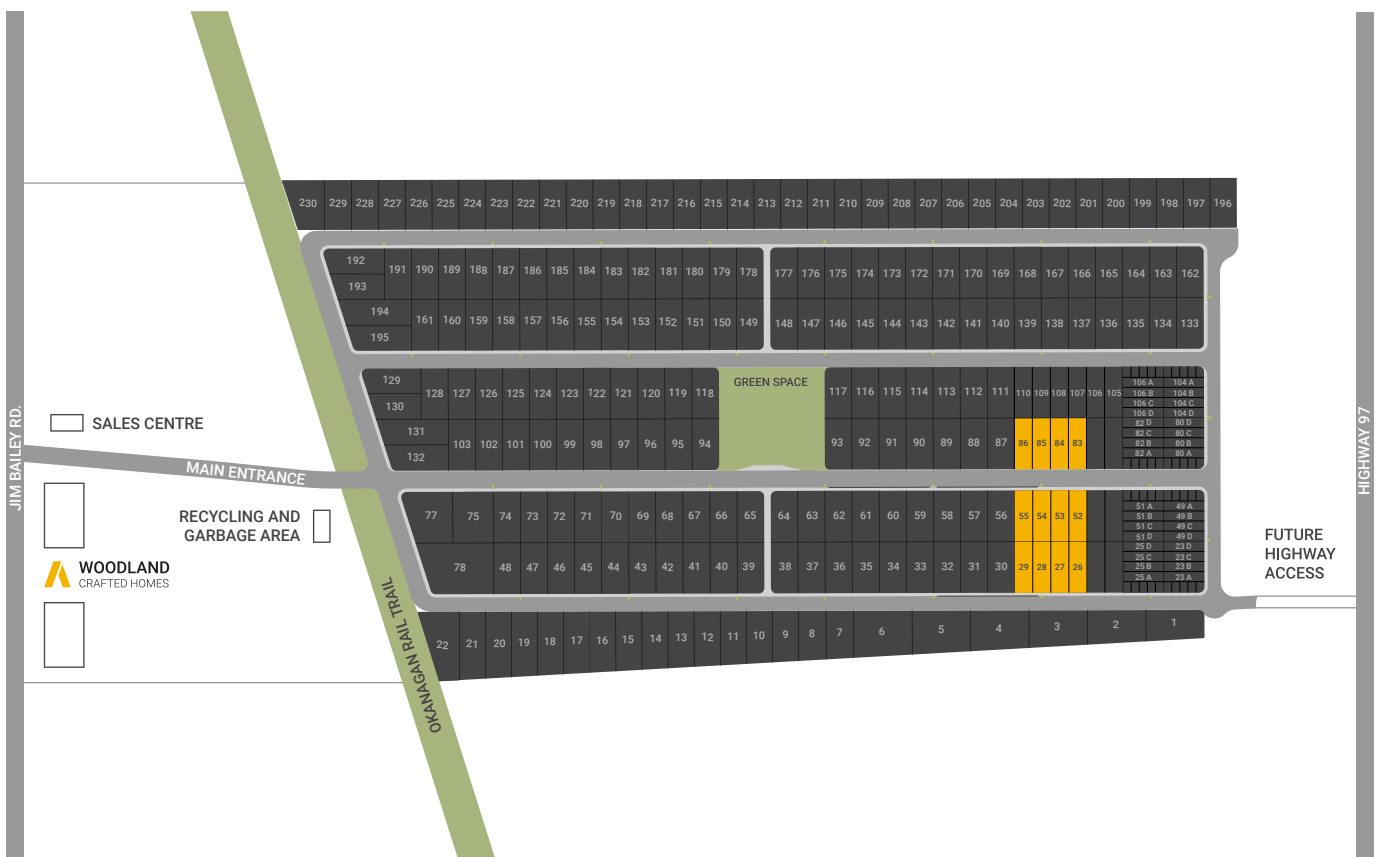 230 229 228 227 226 225 224 223 222 221 220 219 218 217 216 215 214 213 212 211 210 209 208 207 206 205 204 203 202 201 200 199 198 197 196
192
193
191 190 189 188 187 186 185 184 183 182 181 180 179 178 177 176 175 174 173 172 171 170 169 168 167 166 165 164 163 162
194
195
161 160 159 158 157 156 155 154 153 152 151 150 149 148 147 146 145 144 143 142 141 140 139 138 137 136 135 134 133
129
130
128 127 126 125 124 123 122 121 120 119 118
GREEN SPACE
117 116 115 114 113 112 111 110 109 108 107 106 105
106 A 104 A
106 B 104 B
106 C 104 C
106 D 104 D
131
132
103 102 101 100 99 98 97 96 95 94 93 92 91 90 89 88 87 86 85 84 83
82 D 80 D
82 C 80 C
82 B 80 B
82 A 80 A
SALES CENTRE
JIM BAILEY RD.
HIGHWAY 97
MAIN ENTRANCE
77 75 74 73 72 71 70 69 68 67 66 65 64 63 62 61 60 59 58 57 56 55 54 53 52
51 A 49 A
51 B 49 B
51 C 49 C
51 D 49 D
RECYCLING AND
GARBAGE AREA
78 48 47 46 45 44 43 42 41 40 39 38 37 36 35 34 33 32 31 30 29 28 27 26
25 D 23 D
25 C 23 C
25 B 23 B
25 A 23 A
FUTURE
HIGHWAY
ACCESS
WOODLAND
CRAFTED HOMES
OKANAGAN RAIL TRAIL
22 21 20 19 18 17 16 15 14 13 12 11 10 9 8 7 6 5 4 3 2 1